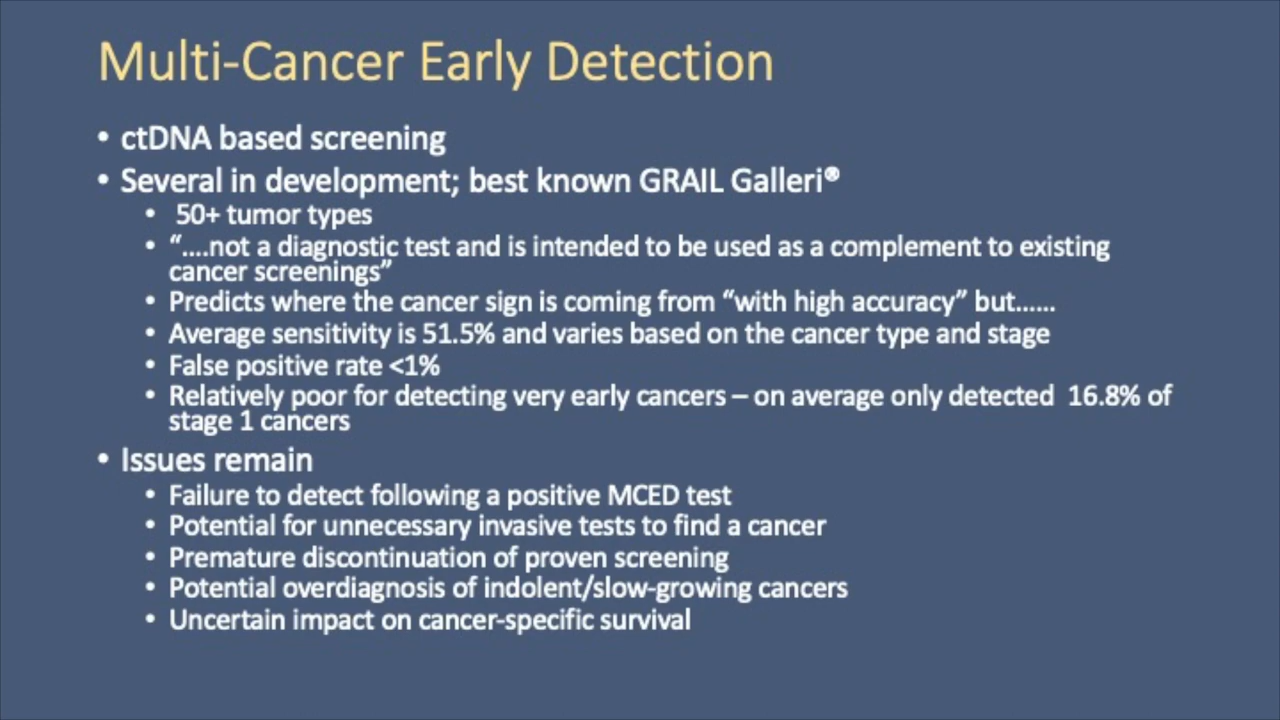 Multi-Cancer Early Detection
• ctDNA based screening
• Several in development; best known GRAIL Galleri®
• 50+ tumor types
• “....not a diagnostic test and is intended to be used as a complement to existing
cancer screenings”
• Predicts where the cancer sign is coming from “with high accuracy” but......
• Average sensitivity is 51.5% and varies based on the cancer type and stage
• False positive rate <1%
• Relatively poor for detecting very early cancers – on average only detected 16.8% of
stage 1 cancers
• Issues remain
• Failure to detect following a positive MCED test
• Potential for unnecessary invasive tests to find a cancer
• Premature discontinuation of proven screening
• Potential overdiagnosis of indolent/slow-growing cancers
• Uncertain impact on cancer-specific survival